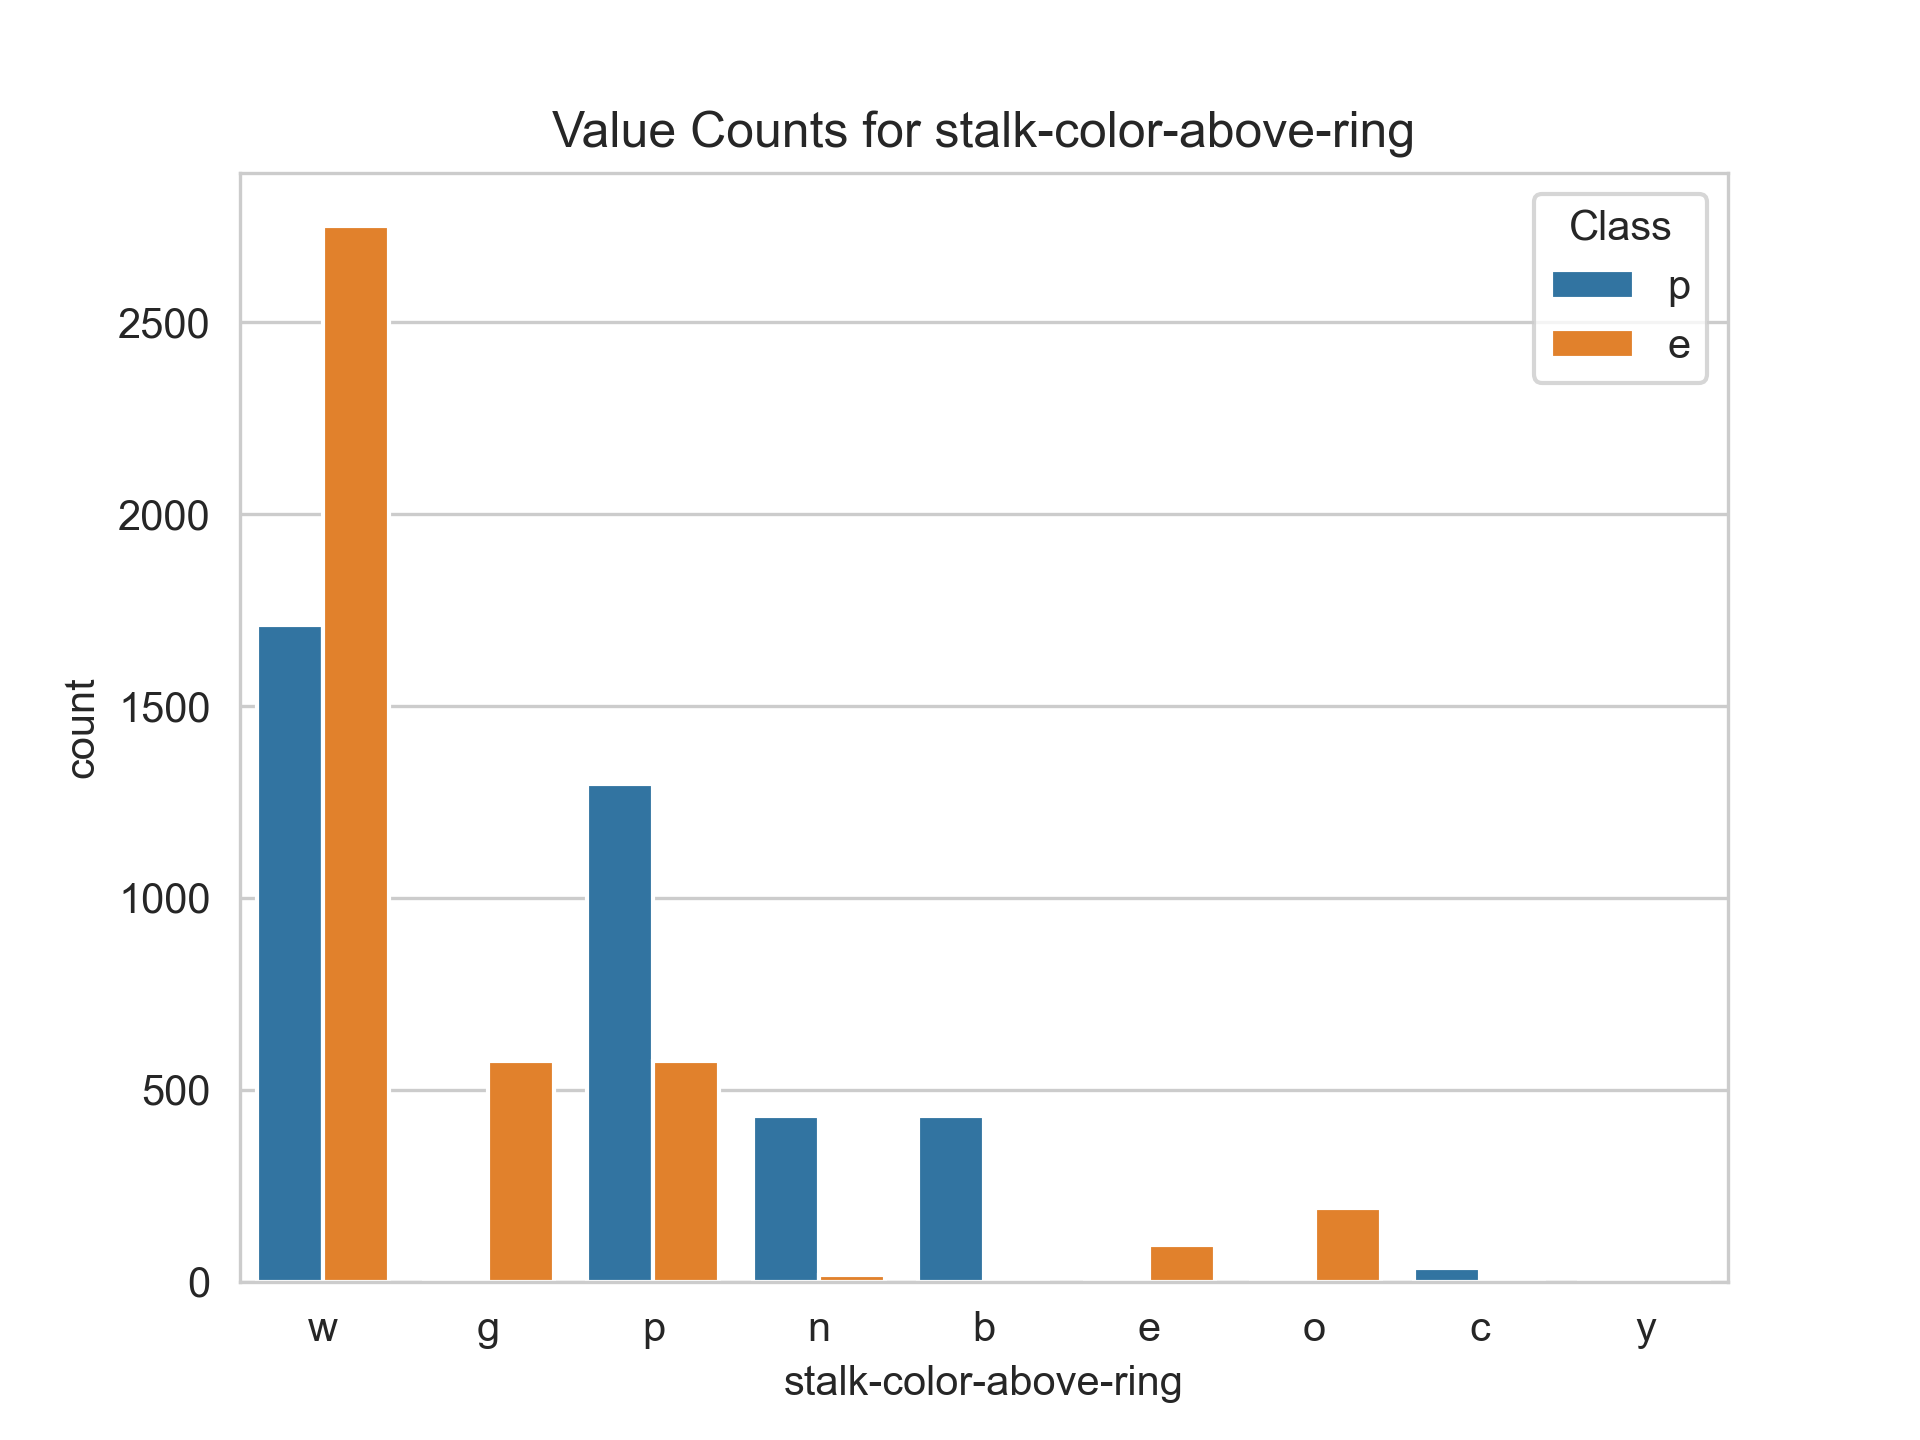 Value Counts for stalk-color-above-ring
Class
p
e
2500
2000
1500
1000
500
0
count
w g p n b e o c y
stalk-color-above-ring